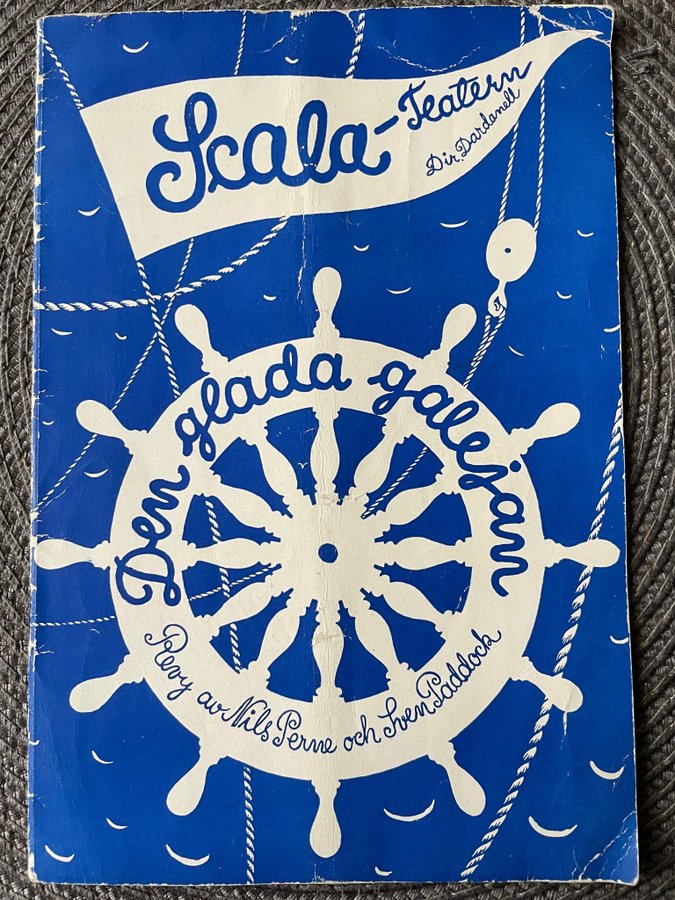 Scala-Teatern
Dir. Dardanell
Den glada galejan
Revy av Nils Perne och Sven Paddock